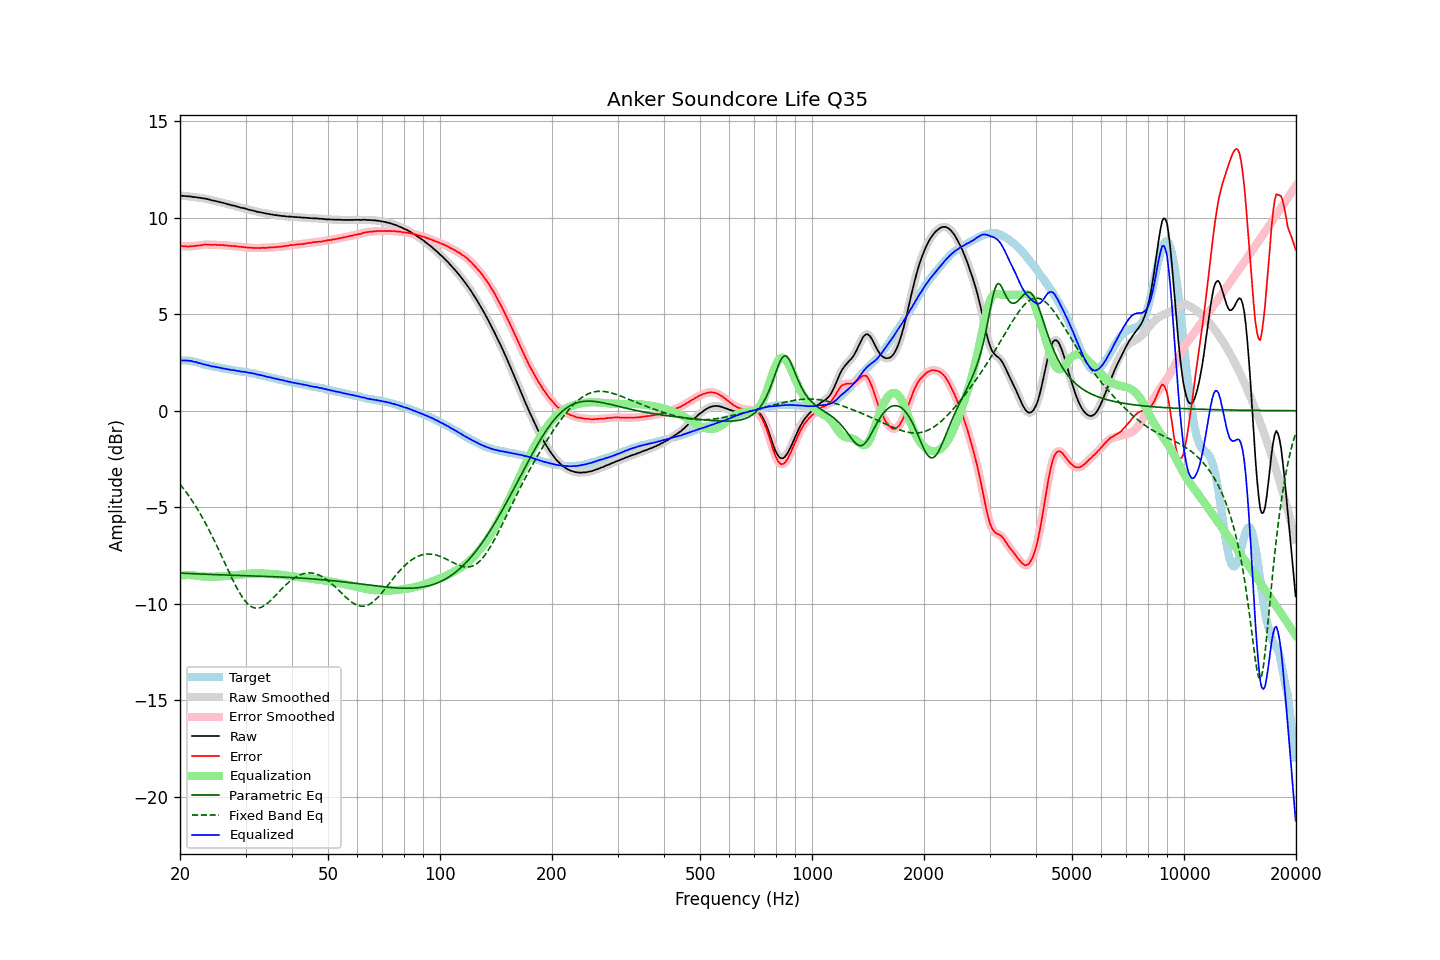 Anker Soundcore Life Q35
15
10
5
0
−5
−10
−15
−20
Amplitude (dBr)
Target
Raw Smoothed
Error Smoothed
Raw
Error
Equalization
Parametric Eq
Fixed Band Eq
Equalized
20 50 100 200 500 1000 2000 5000 10000 20000
Frequency (Hz)